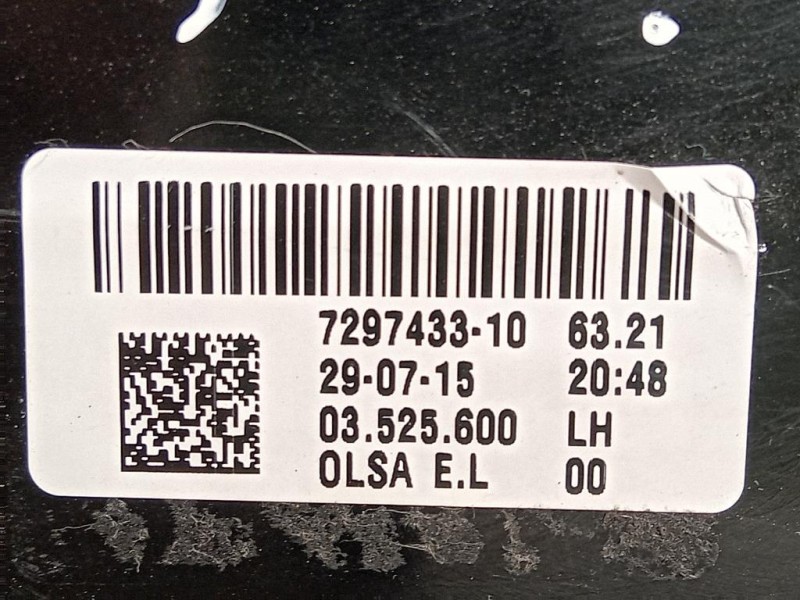 7297433-10 63.21
29-07-15 20:48
03.525.600 LH
OLSA E.L 00